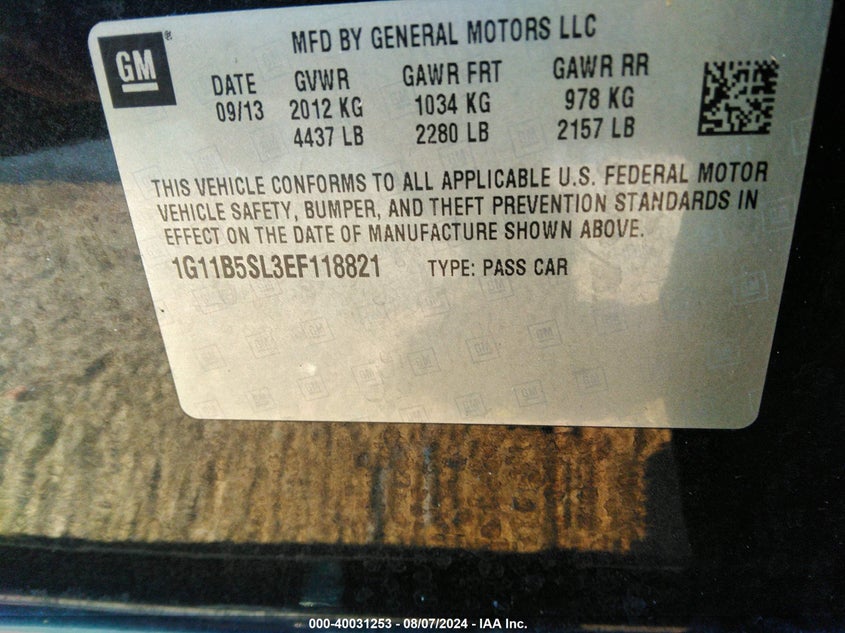 GM®
MFD BY GENERAL MOTORS LLC
DATE GVWR GAWR FRT GAWR RR
09/13 2012 KG 1034 KG 978 KG
4437 LB 2280 LB 2157 LB
THIS VEHICLE CONFORMS TO ALL APPLICABLE U.S. FEDERAL MOTOR
VEHICLE SAFETY, BUMPER, AND THEFT PREVENTION STANDARDS IN
EFFECT ON THE DATE OF MANUFACTURE SHOWN ABOVE.
1G11B5SL3EF118821 TYPE: PASS CAR
000-40031253 - 08/07/2024 - IAA Inc.